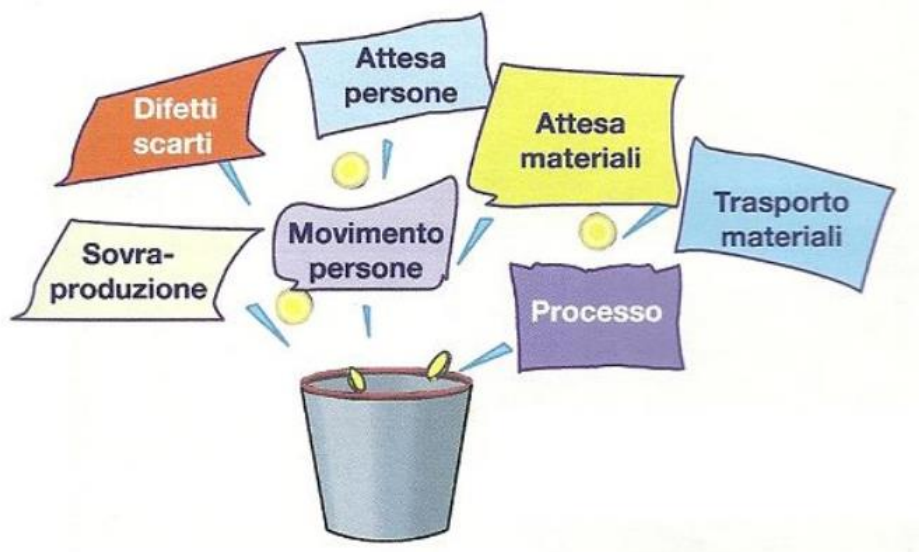 Attesa
persone
Difetti
scarti
Attesa
materiali
Trasporto
materiali
Movimento
persone
Sovra-
produzione
Processo